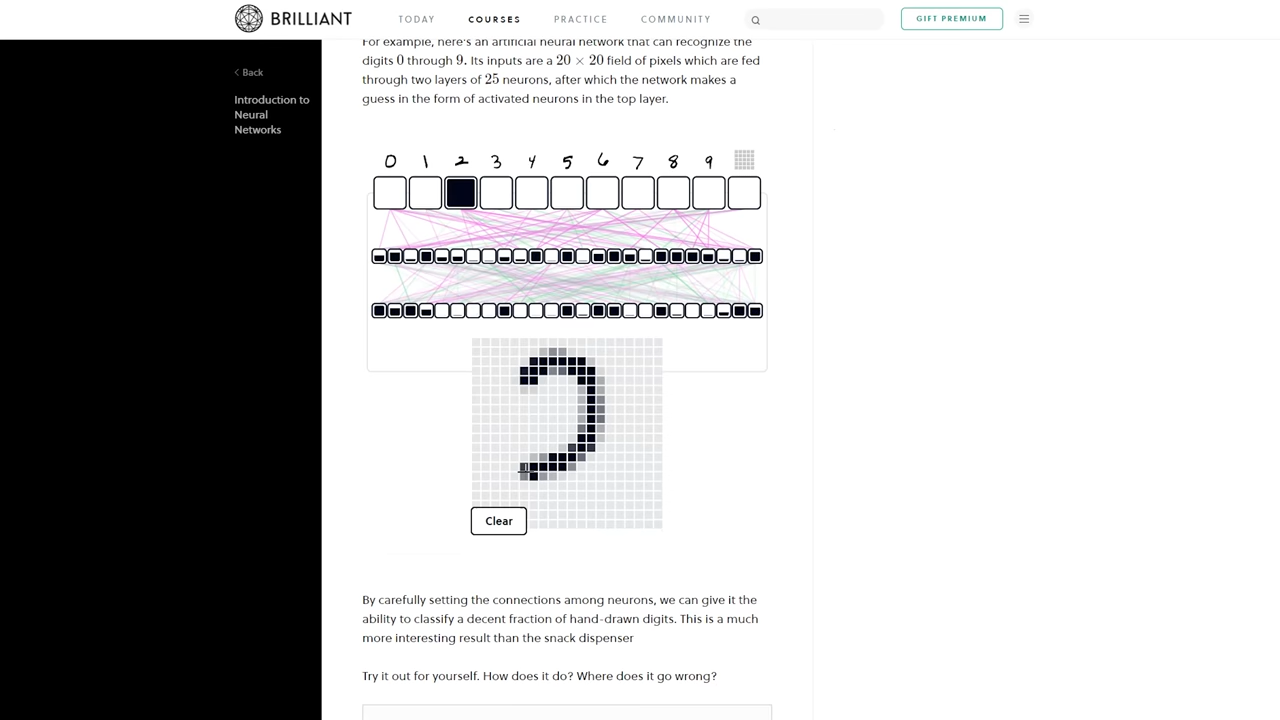 BRILLIANT
TODAY COURSES PRACTICE COMMUNITY GIFT PREMIUM
< Back
Introduction to
Neural
Networks
For example, here's an artificial neural network that can recognize the
digits 0 through 9. Its inputs are a 20 × 20 field of pixels which are fed
through two layers of 25 neurons, after which the network makes a
guess in the form of activated neurons in the top layer.
0 1 2 3 4 5 6 7 8 9
Clear
By carefully setting the connections among neurons, we can give it the
ability to classify a decent fraction of hand-drawn digits. This is a much
more interesting result than the snack dispenser
Try it out for yourself. How does it do? Where does it go wrong?